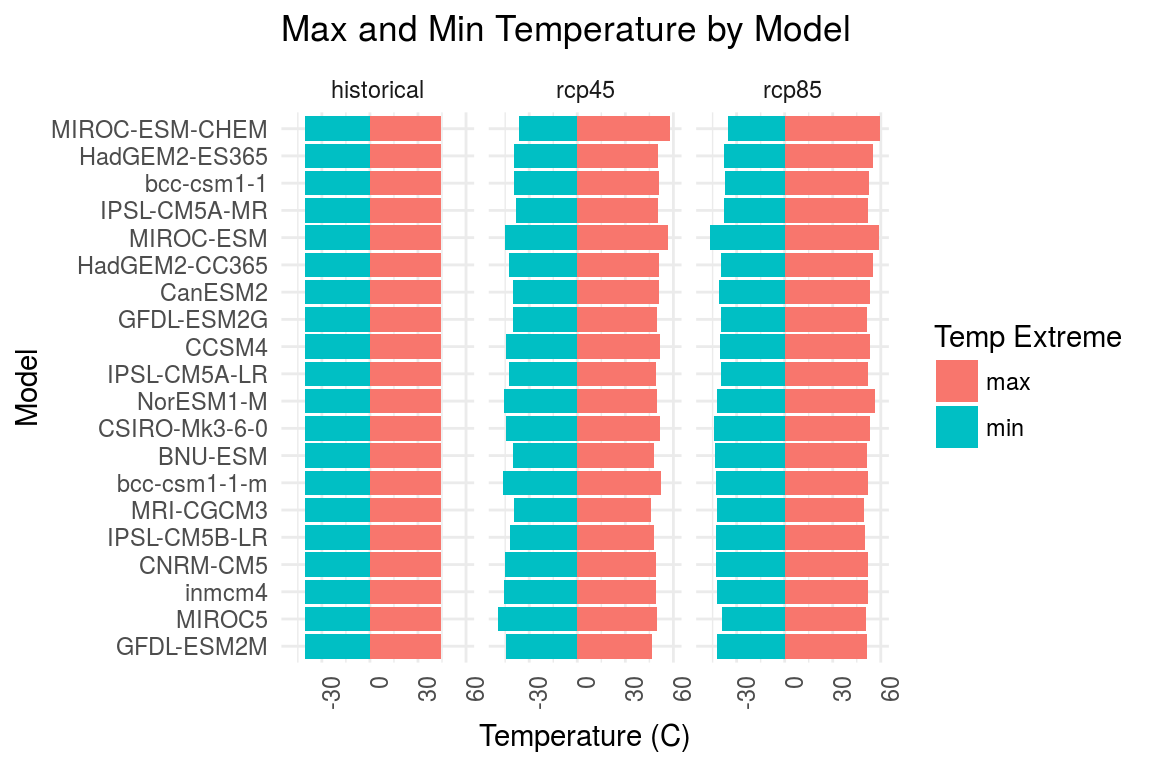 Max and Min Temperature by Model
historical
rcp45
rcp85
MIROC-ESM-CHEM
HadGEM2-ES365
bcc-csm1-1
IPSL-CM5A-MR
MIROC-ESM
HadGEM2-CC365
CanESM2
GFDL-ESM2G
CCSM4
IPSL-CM5A-LR
NorESM1-M
CSIRO-Mk3-6-0
BNU-ESM
bcc-csm1-1-m
MRI-CGCM3
IPSL-CM5B-LR
CNRM-CM5
inmcm4
MIROC5
GFDL-ESM2M
Model
-30 0 30 60
-30 0 30 60
-30 0 30 60
Temperature (C)
Temp Extreme
max
min